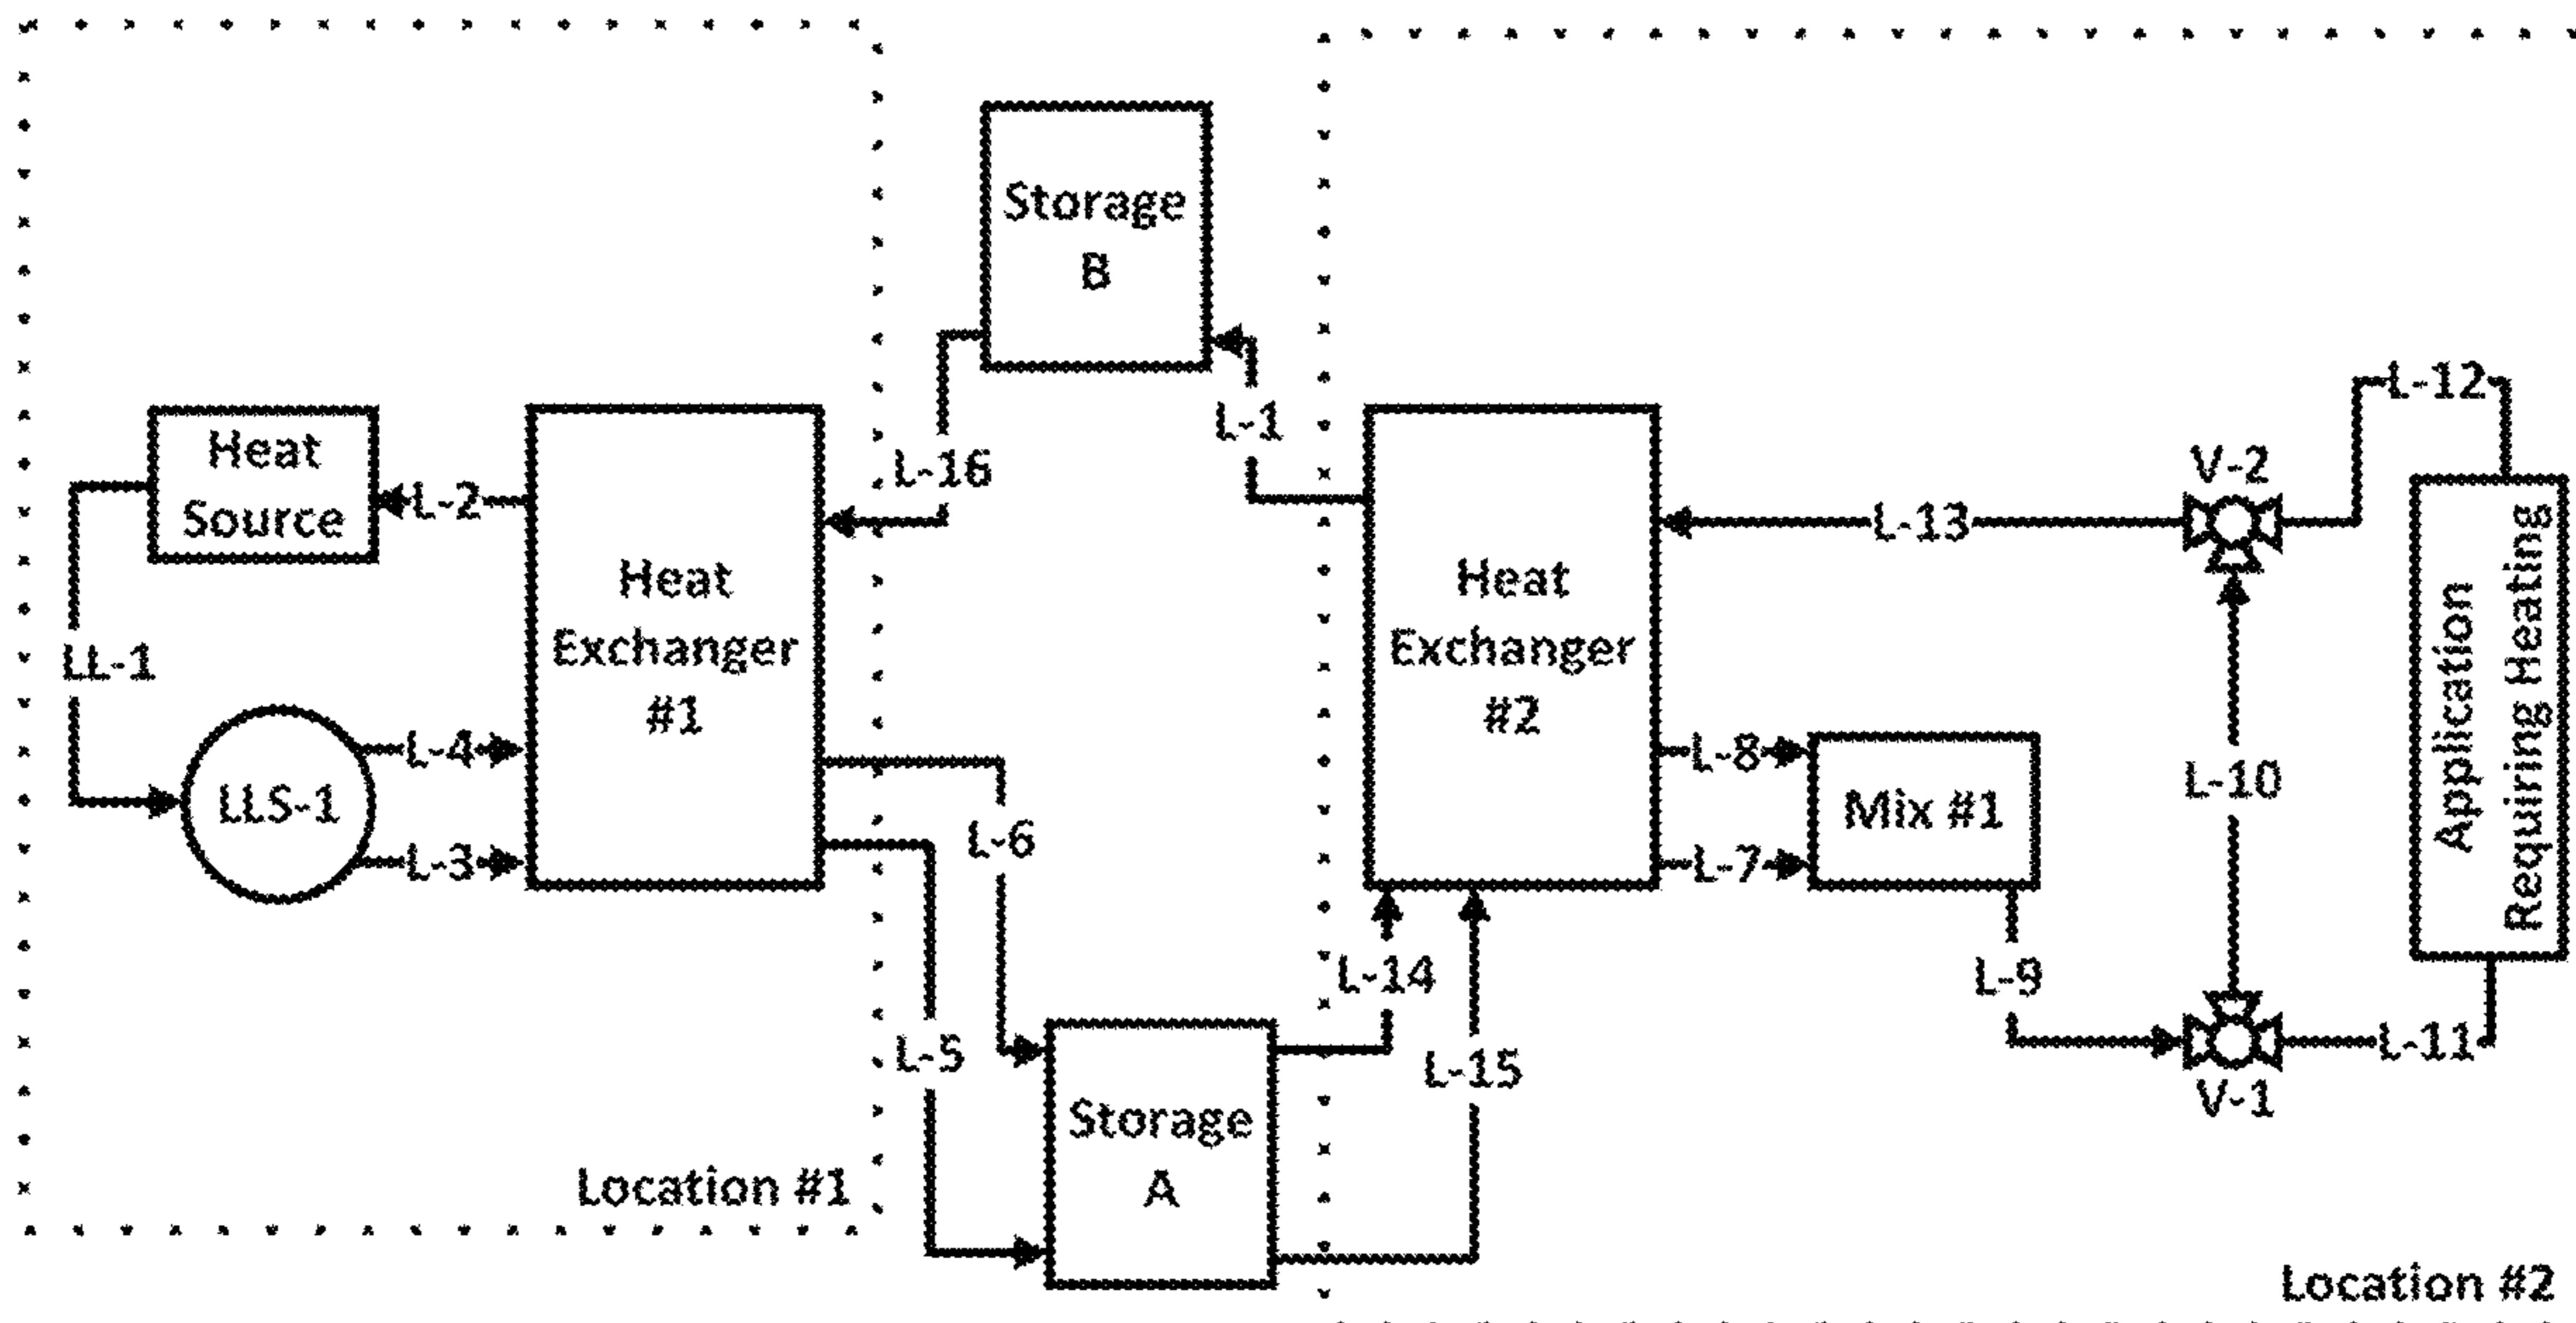 Storage
B
L-12
L-1
V-2
Heat
Source
L-16
L-2
L-13
Heat
Exchanger
#1
Heat
Exchanger
#2
Application
Requiring Heating
LL-1
L-4
L-8
L-10
LLS-1
Mix #1
L-6
L-3
L-7
L-14
L-9
L-5
L-15
L-11
V-1
Storage
A
Location #1
Location #2